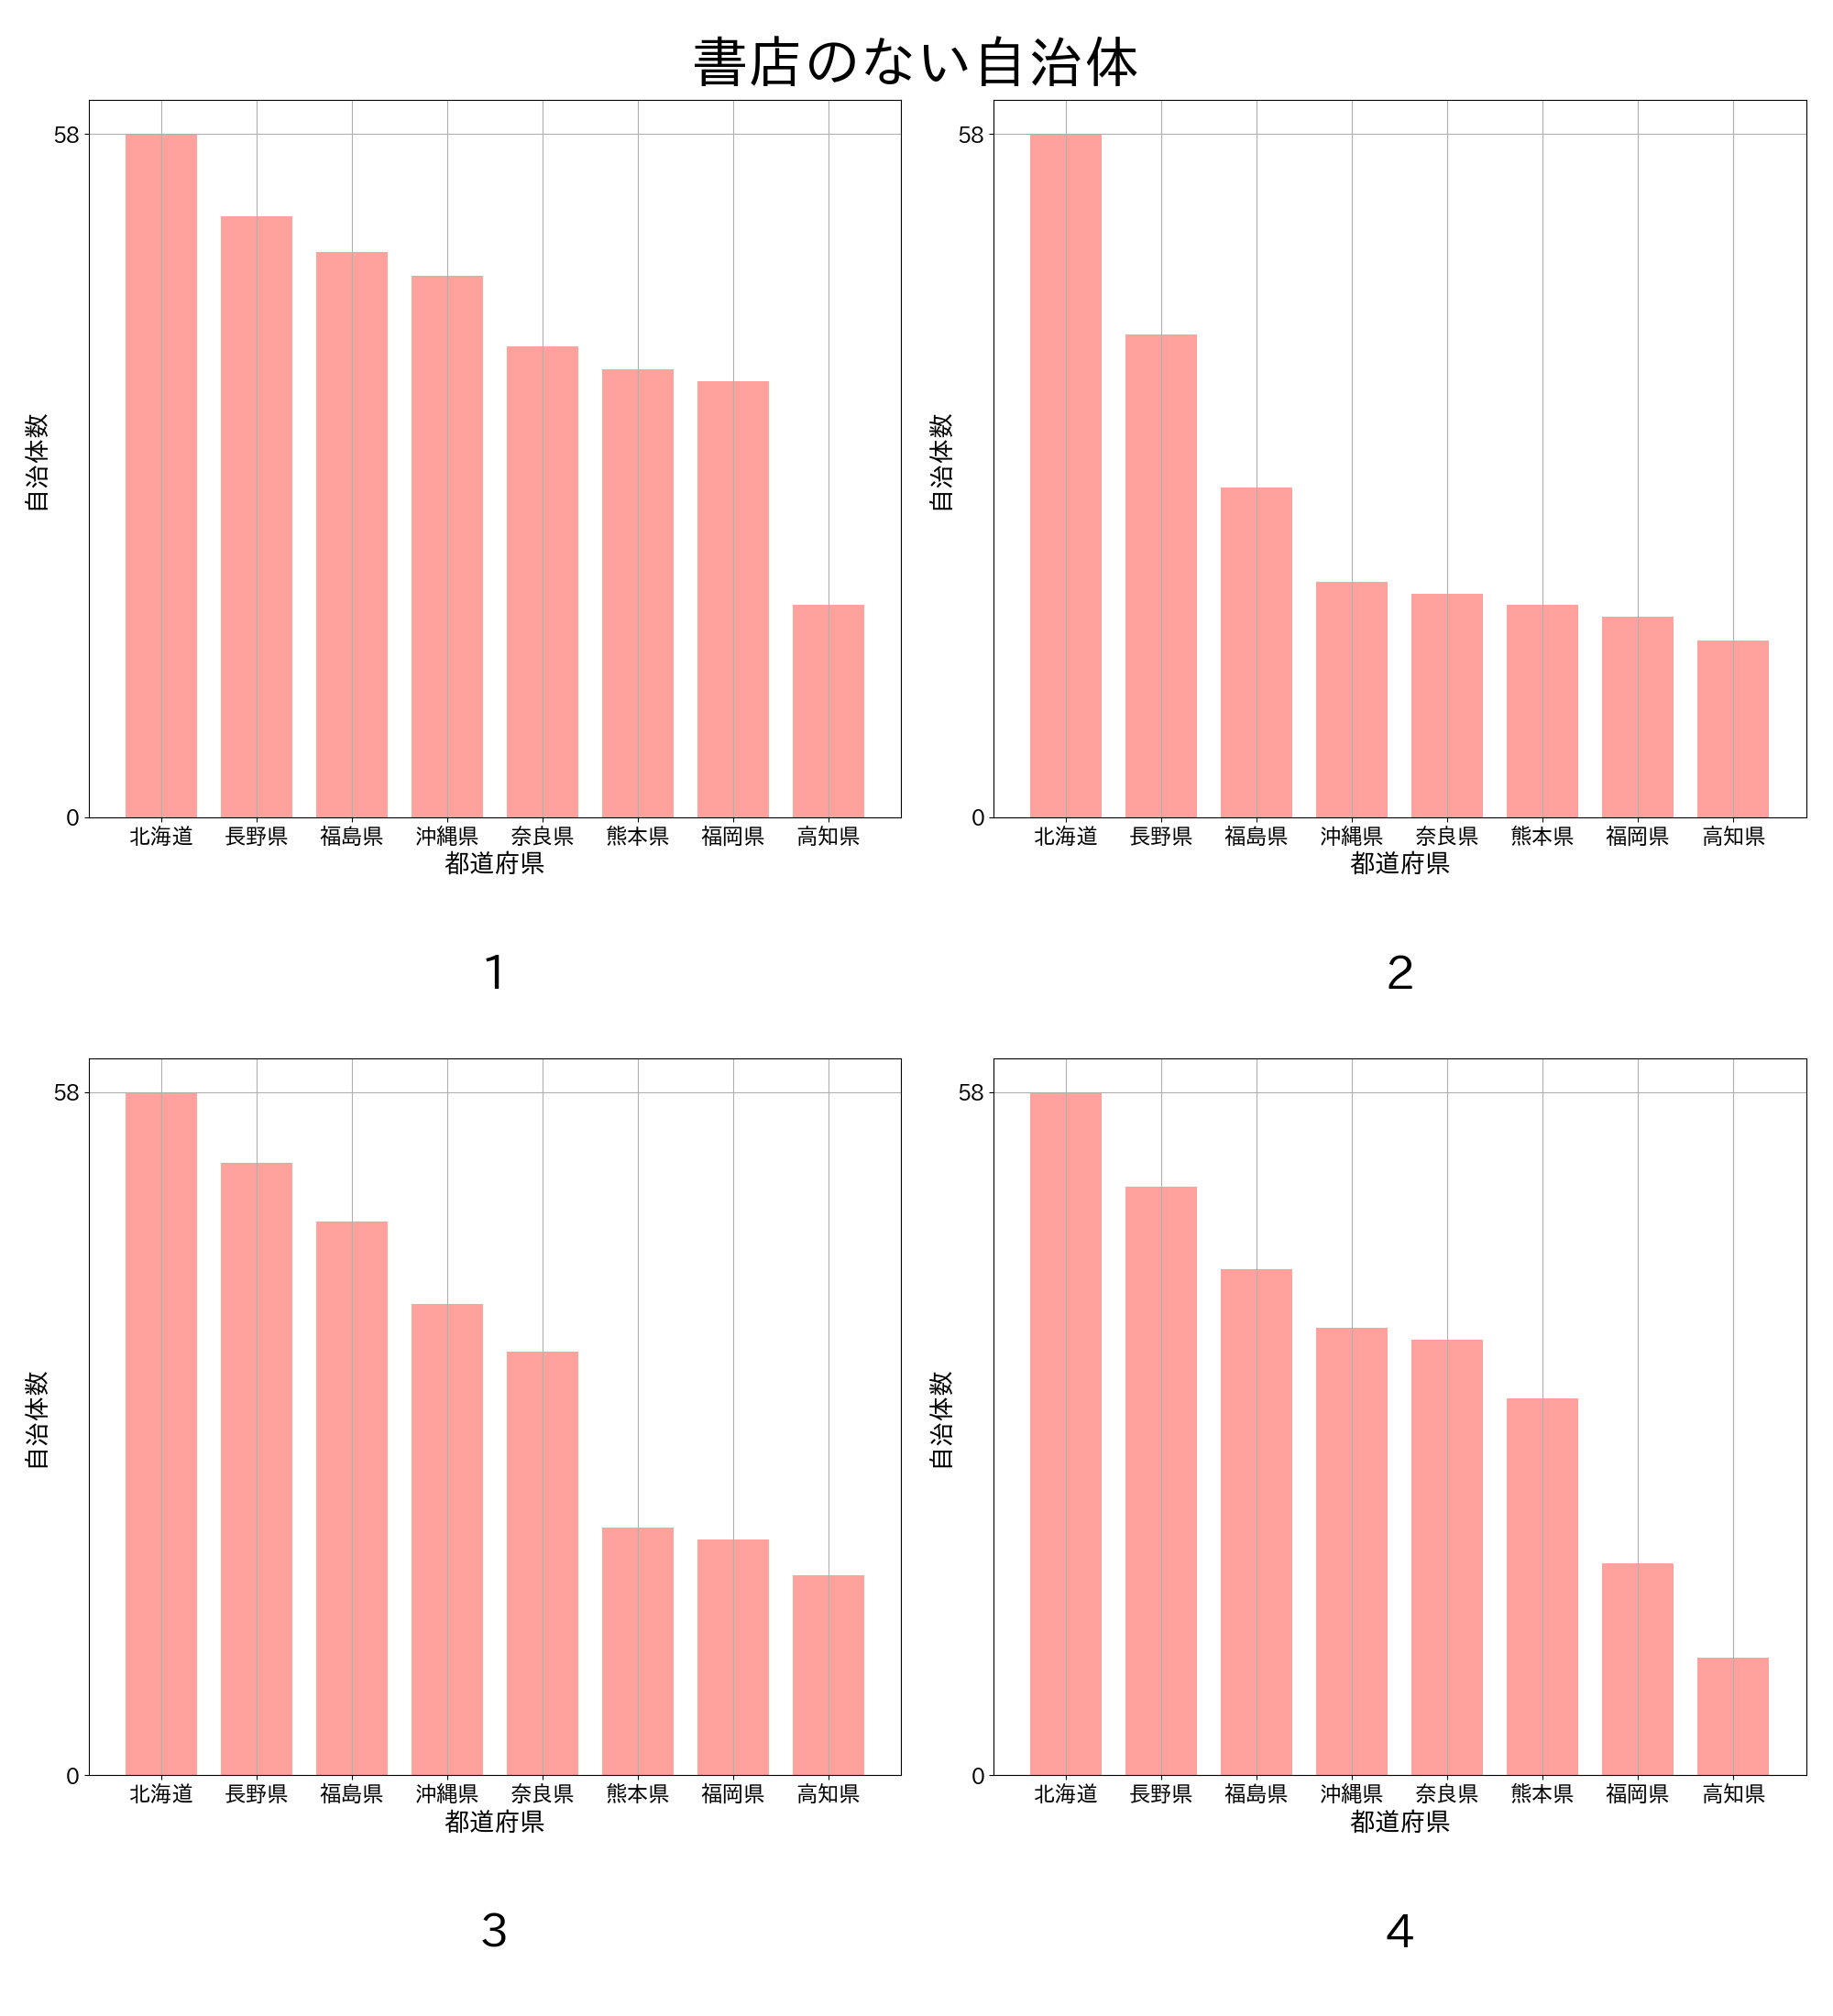 書店のない自治体
58
0
自治体数
北海道 長野県 福島県 沖縄県 奈良県 熊本県 福岡県 高知県
都道府県
1
58
0
自治体数
北海道 長野県 福島県 沖縄県 奈良県 熊本県 福岡県 高知県
都道府県
2
58
0
自治体数
北海道 長野県 福島県 沖縄県 奈良県 熊本県 福岡県 高知県
都道府県
3
58
0
自治体数
北海道 長野県 福島県 沖縄県 奈良県 熊本県 福岡県 高知県
都道府県
4